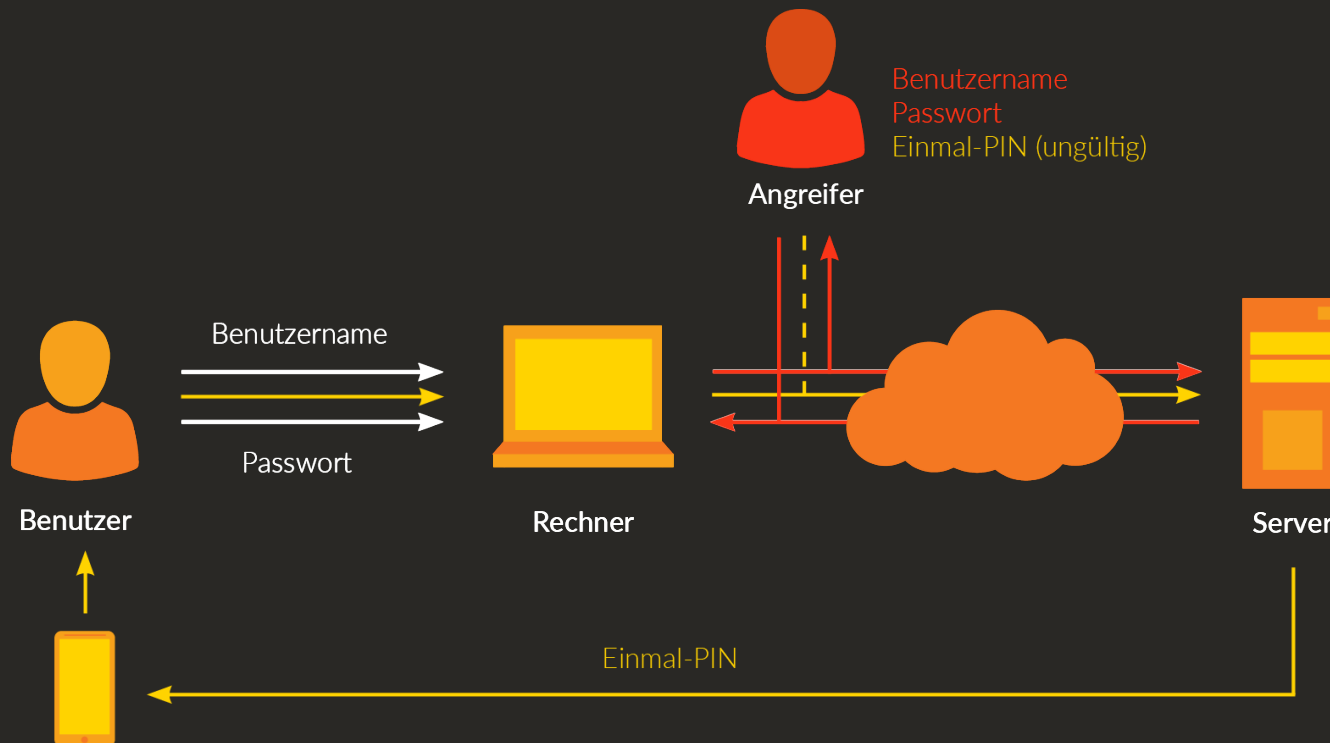 Benutzername
Passwort
Einmal-PIN (ungültig)
Angreifer
Benutzername
Passwort
Benutzer
Rechner
Server
Einmal-PIN